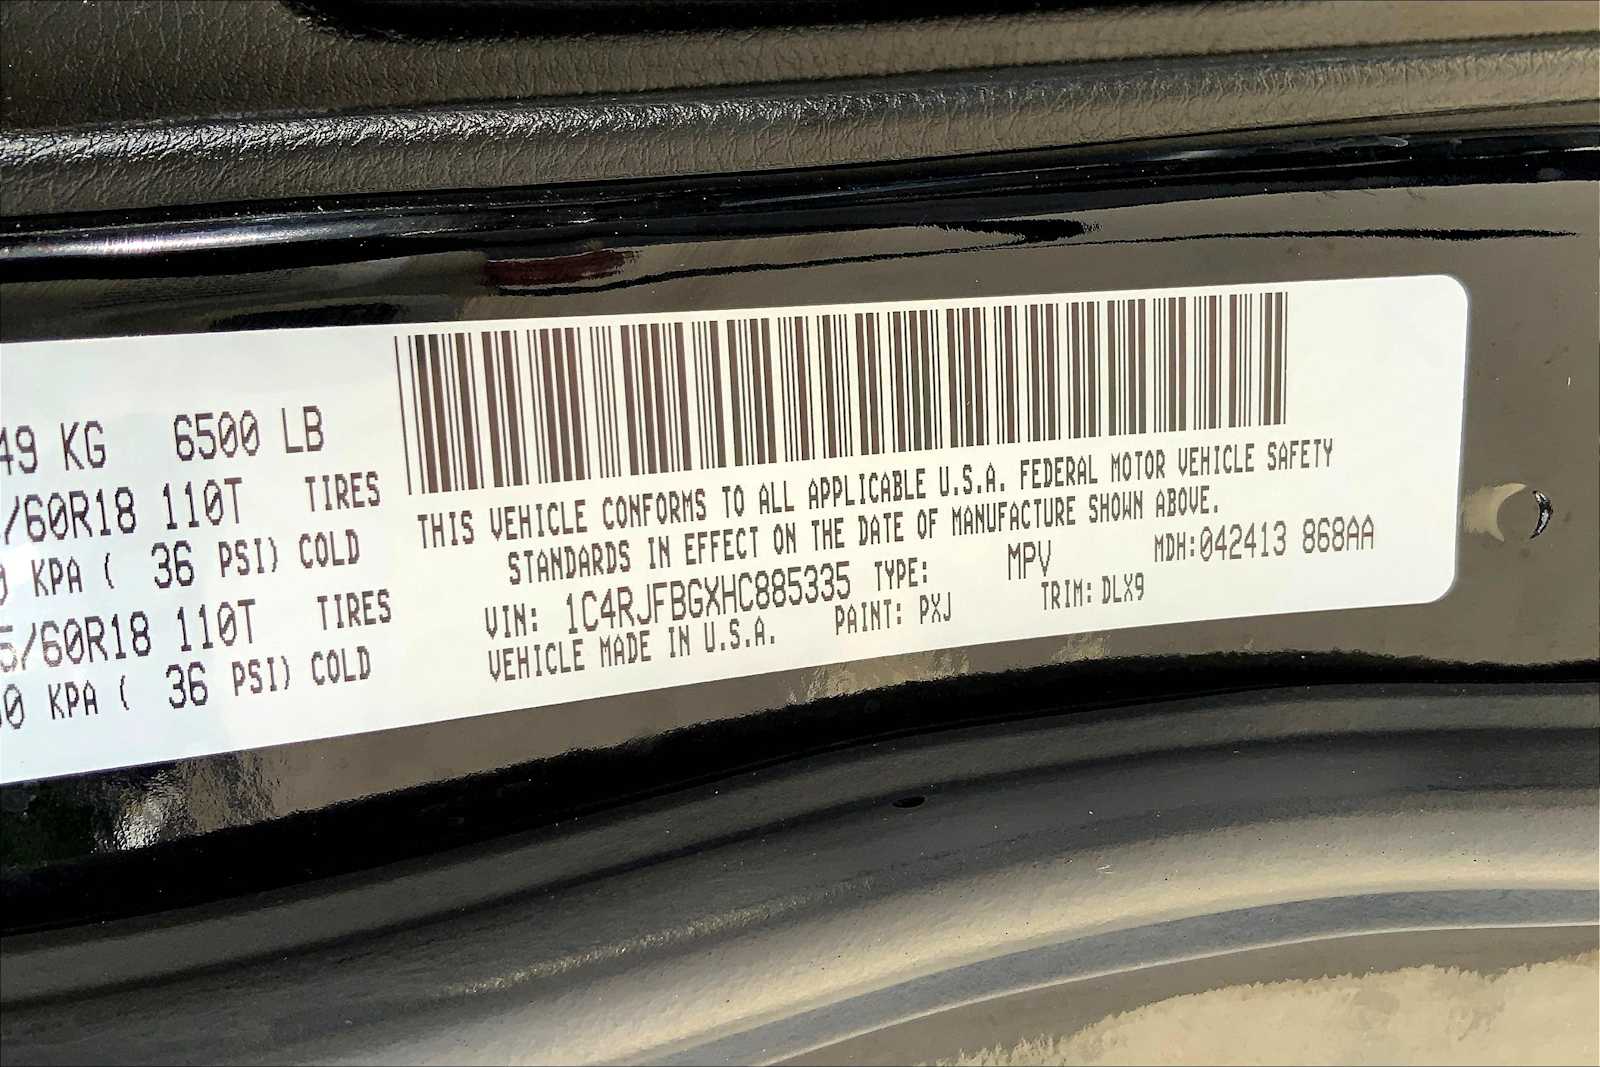 49 KG 6500 LB
/60R18 110T TIRES
0 KPA ( 36 PSI) COLD
5/60R18 110T TIRES
50 KPA ( 36 PSI) COLD
THIS VEHICLE CONFORMS TO ALL APPLICABLE U.S.A. FEDERAL MOTOR VEHICLE SAFETY
STANDARDS IN EFFECT ON THE DATE OF MANUFACTURE SHOWN ABOVE.
VIN: 1C4RJFBGXHC885335 TYPE: MPV MDH:042413 868AA
VEHICLE MADE IN U.S.A. PAINT: PXJ TRIM: DLX9